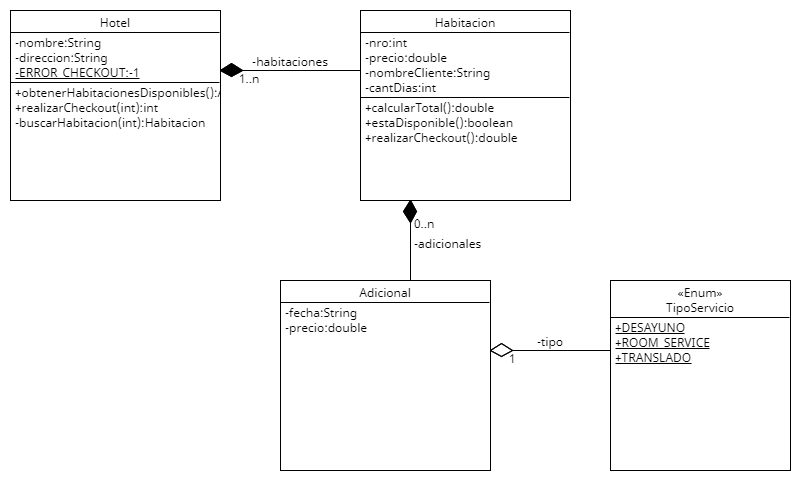 Hotel
-nombre:String
-direccion:String
-ERROR_CHECKOUT:-1
+obtenerHabitacionesDisponibles():
+realizarCheckout(int):int
-buscarHabitacion(int):Habitacion
-habitaciones
1..n
Habitacion
-nro:int
-precio:double
-nombreCliente:String
-cantDias:int
+calcularTotal():double
+estaDisponible():boolean
+realizarCheckout():double
0..n
-adicionales
Adicional
-fecha:String
-precio:double
-tipo
1
«Enum»
TipoServicio
+DESAYUNO
+ROOM_SERVICE
+TRANSLADO